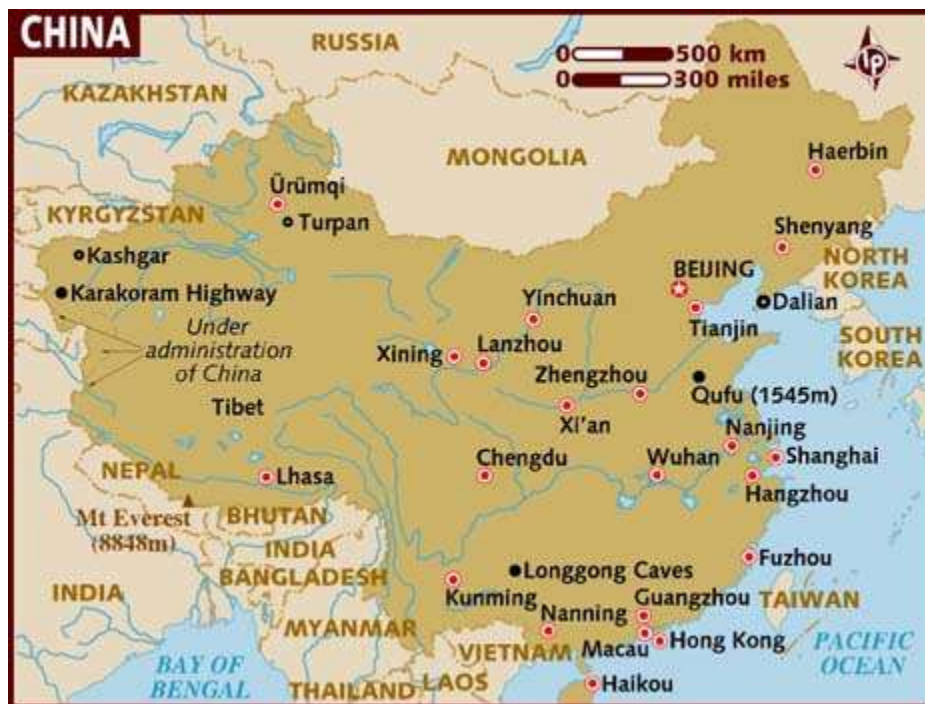 CHINA
RUSSIA
0 500 km
0 300 miles
lp
KAZAKHSTAN
MONGOLIA
Haerbin
Ürümqi
KYRGYZSTAN
Turpan
Shenyang
Kashgar
NORTH
KOREA
BEIJING
Karakoram Highway
Dalian
Yinchuan
Tianjin
Under
administration
of China
SOUTH
KOREA
Xining
Lanzhou
Zhengzhou
Qufu (1545m)
Tibet
Xi'an
Nanjing
Chengdu
Wuhan
Shanghai
NEPAL
Lhasa
Hangzhou
Mt Everest
(8848m)
BHUTAN
INDIA
Fuzhou
BANGLADESH
Longgong Caves
INDIA
Kunming
Guangzhou
TAIWAN
Nanning
MYANMAR
VIETNAM
Macau
Hong Kong
PACIFIC
OCEAN
BAY OF
BENGAL
THAILAND
LAOS
Haikou